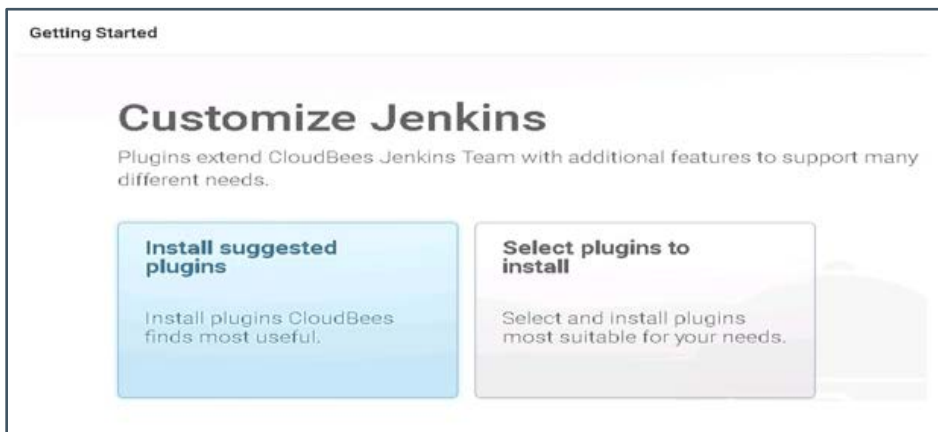 Getting Started
Customize Jenkins
Plugins extend CloudBees Jenkins Team with additional features to support many
different needs.
Install suggested
plugins
Install plugins CloudBees
finds most useful.
Select plugins to
install
Select and install plugins
most suitable for your needs.